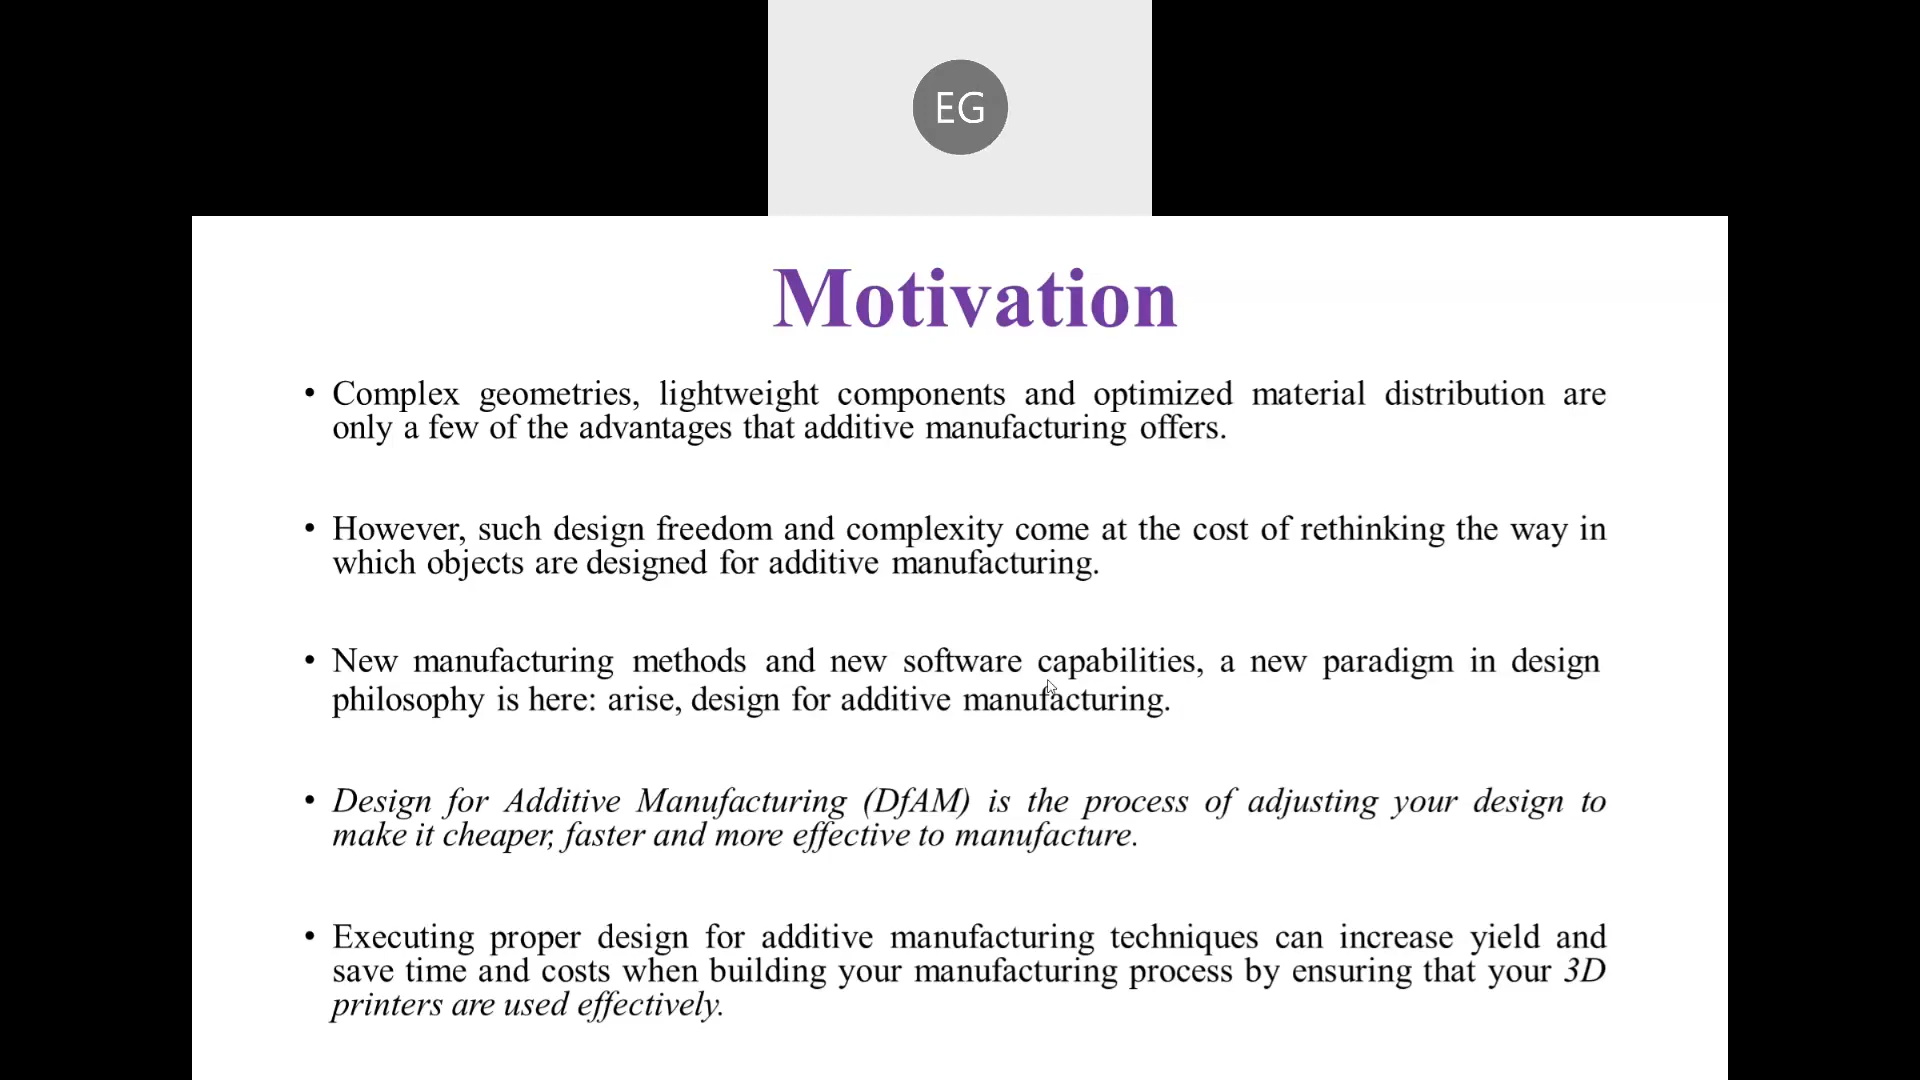 EG
Motivation
• Complex geometries, lightweight components and optimized material distribution are
only a few of the advantages that additive manufacturing offers.
• However, such design freedom and complexity come at the cost of rethinking the way in
which objects are designed for additive manufacturing.
• New manufacturing methods and new software capabilities, a new paradigm in design
philosophy is here: arise, design for additive manufacturing.
• Design for Additive Manufacturing (DfAM) is the process of adjusting your design to
make it cheaper, faster and more effective to manufacture.
• Executing proper design for additive manufacturing techniques can increase yield and
save time and costs when building your manufacturing process by ensuring that your 3D
printers are used effectively.